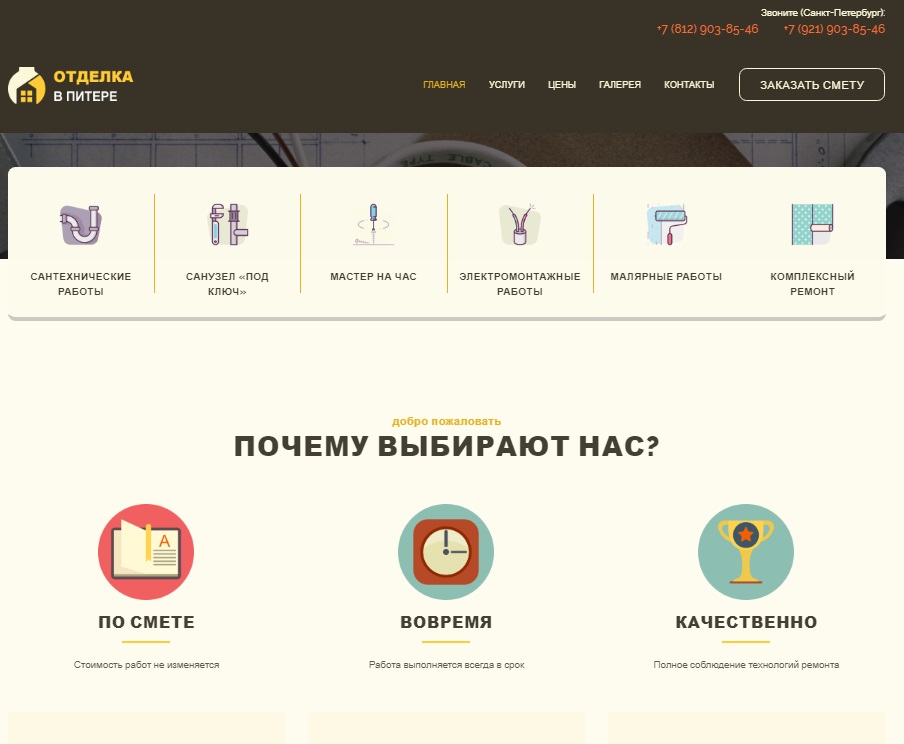 Звоните (Санкт-Петербург):
+7 (812) 903-85-46 +7 (921) 903-85-46
ОТДЕЛКА
В ПИТЕРЕ
ГЛАВНАЯ УСЛУГИ ЦЕНЫ ГАЛЕРЕЯ КОНТАКТЫ ЗАКАЗАТЬ СМЕТУ
CABLE TYPE
САНТЕХНИЧЕСКИЕ
РАБОТЫ
САНУЗЕЛ «ПОД
КЛЮЧ»
МАСТЕР НА ЧАС
ЭЛЕКТРОМОНТАЖНЫЕ
РАБОТЫ
МАЛЯРНЫЕ РАБОТЫ
КОМПЛЕКСНЫЙ
РЕМОНТ
добро пожаловать
ПОЧЕМУ ВЫБИРАЮТ НАС?
A
ПО СМЕТЕ
Стоимость работ не изменяется
ВОВРЕМЯ
Работа выполняется всегда в срок
КАЧЕСТВЕННО
Полное соблюдение технологий ремонта